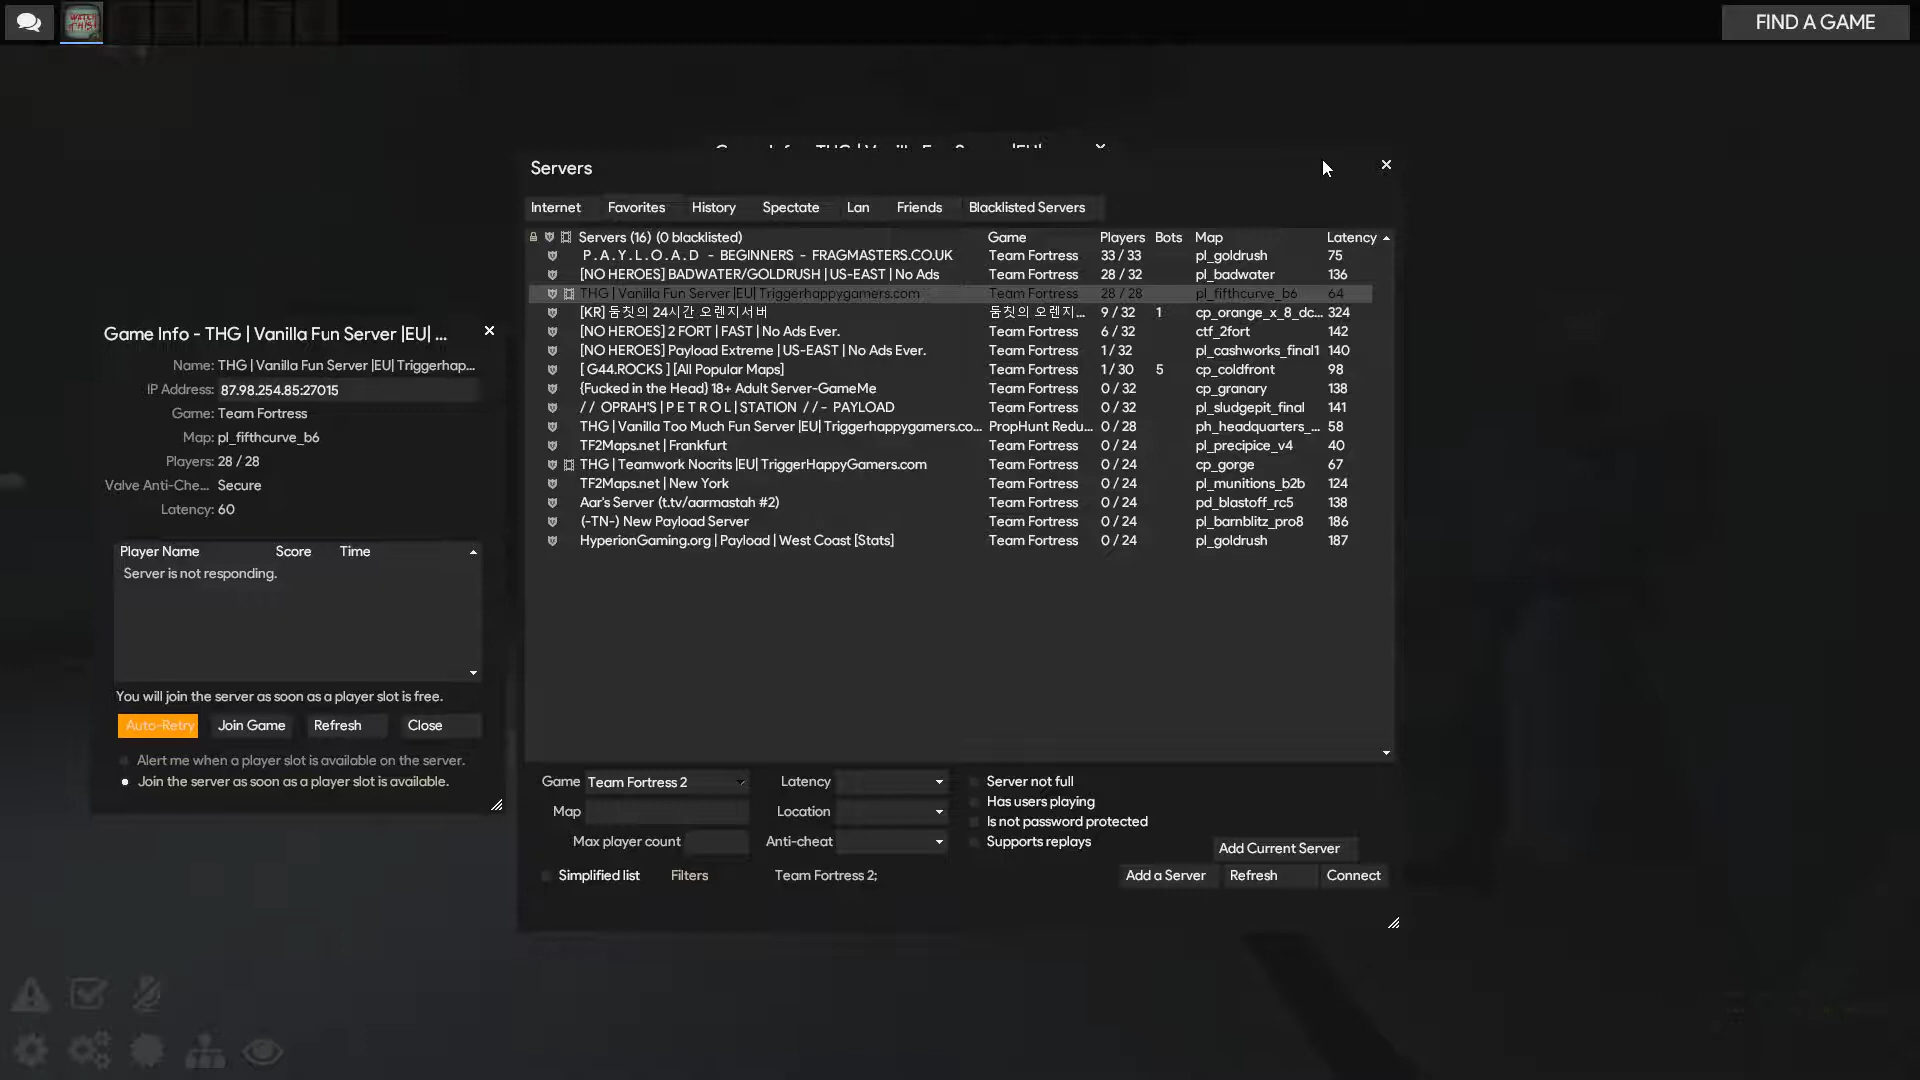 WATCH THIS!
FIND A GAME
Servers
Internet Favorites History Spectate Lan Friends Blacklisted Servers
Servers (16) (0 blacklisted) Game Players Bots Map Latency
P.A.Y.L.O.A.D - BEGINNERS - FRAGMASTERS.CO.UK Team Fortress 33 / 33 pl_goldrush 75
[NO HEROES] BADWATER/GOLDRUSH | US-EAST | No Ads Team Fortress 28 / 32 pl_badwater 136
THG | Vanilla Fun Server |EU| Triggerhappygamers.com Team Fortress 28 / 28 pl_fifthcurve_b6 64
[KR] 둠칫의 24시간 오렌지서버 둠칫의 오렌지... 9 / 32 1 cp_orange_x_8_dc... 324
[NO HEROES] 2 FORT | FAST | No Ads Ever. Team Fortress 6 / 32 ctf_2fort 142
[NO HEROES] Payload Extreme | US-EAST | No Ads Ever. Team Fortress 1 / 32 pl_cashworks_final1 140
[ G44.ROCKS ] [All Popular Maps] Team Fortress 1 / 30 5 cp_coldfront 98
{Fucked in the Head} 18+ Adult Server-GameMe Team Fortress 0 / 32 cp_granary 138
// OPRAH'S | P E T R O L | STATION // - PAYLOAD Team Fortress 0 / 32 pl_sludgepit_final 141
THG | Vanilla Too Much Fun Server |EU| Triggerhappygamers.co... PropHunt Redu... 0 / 28 ph_headquarters_... 58
TF2Maps.net | Frankfurt Team Fortress 0 / 24 pl_precipice_v4 40
THG | Teamwork Nocrits |EU| TriggerHappyGamers.com Team Fortress 0 / 24 cp_gorge 67
TF2Maps.net | New York Team Fortress 0 / 24 pl_munitions_b2b 124
Aar's Server (t.tv/aarmastah #2) Team Fortress 0 / 24 pd_blastoff_rc5 138
(-TN-) New Payload Server Team Fortress 0 / 24 pl_barnblitz_pro8 186
HyperionGaming.org | Payload | West Coast [Stats] Team Fortress 0 / 24 pl_goldrush 187
Game Info - THG | Vanilla Fun Server |EU| ...
Name: THG | Vanilla Fun Server |EU| Triggerhap...
IP Address: 87.98.254.85:27015
Game: Team Fortress
Map: pl_fifthcurve_b6
Players: 28 / 28
Valve Anti-Che... Secure
Latency: 60
Player Name Score Time
Server is not responding.
You will join the server as soon as a player slot is free.
Auto-Retry Join Game Refresh Close
Alert me when a player slot is available on the server.
Join the server as soon as a player slot is available.
Game Team Fortress 2 Latency Server not full
Has users playing
Map Location
Is not password protected
Max player count Anti-cheat Supports replays
Add Current Server
Simplified list Filters Team Fortress 2; Add a Server Refresh Connect